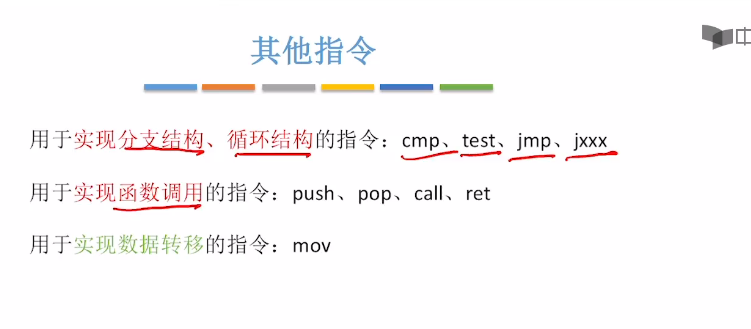 其他指令
中
用于实现分支结构、循环结构的指令：cmp、test、jmp、jxxx
用于实现函数调用的指令：push、pop、call、ret
用于实现数据转移的指令：mov